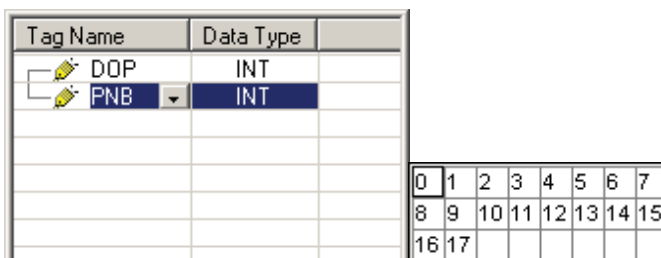 Tag Name Data Type
DOP INT
PNB INT
0 1 2 3 4 5 6 7
8 9 10 11 12 13 14 15
16 17